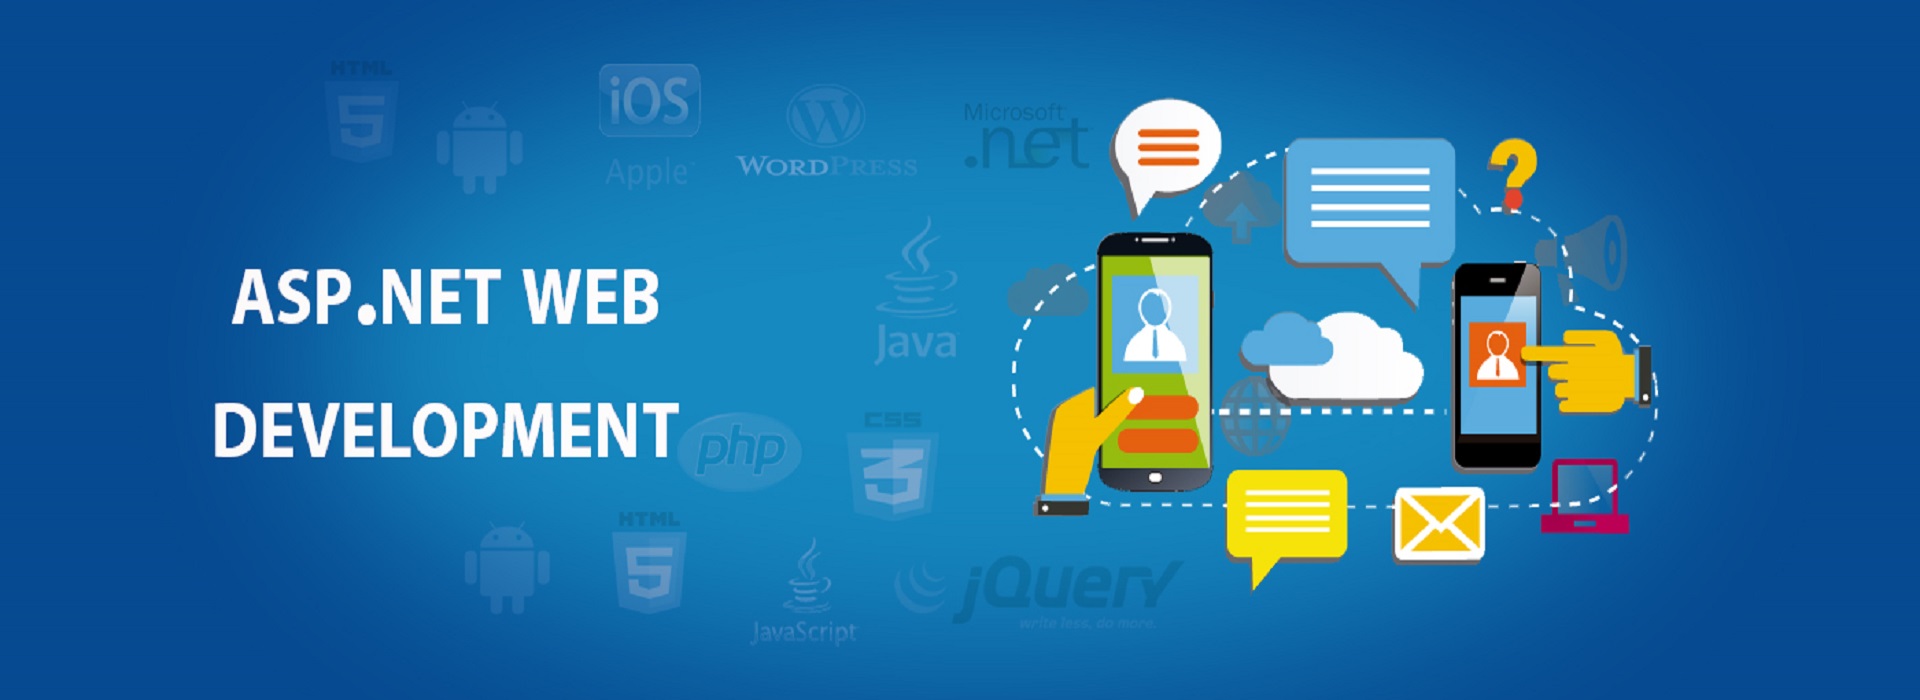 HTML
5
iOS
Apple
W
WORDPRESS
Microsoft
.net
ASP.NET WEB
DEVELOPMENT
Java
php
CSS
3
HTML
5
JavaScript
jQuery
write less, do more.
?